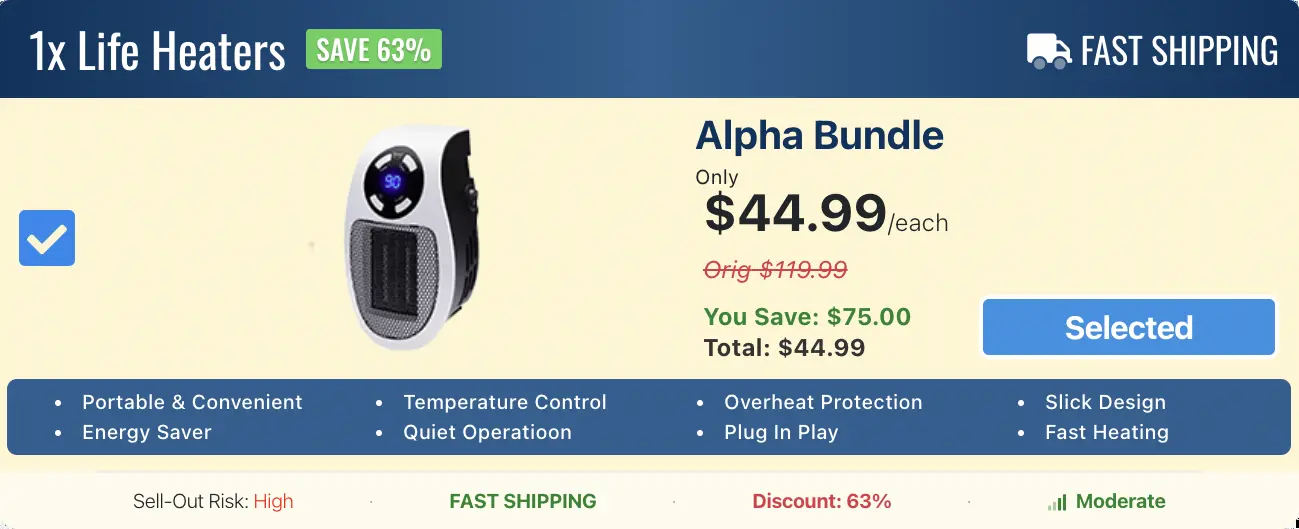 1x Life Heaters SAVE 63% FAST SHIPPING
90
Alpha Bundle
Only
$44.99/each
Orig $119.99
You Save: $75.00
Total: $44.99
Selected
• Portable & Convenient • Temperature Control • Overheat Protection • Slick Design
• Energy Saver • Quiet Operatioon • Plug In Play • Fast Heating
Sell-Out Risk: High · FAST SHIPPING · Discount: 63% · Moderate